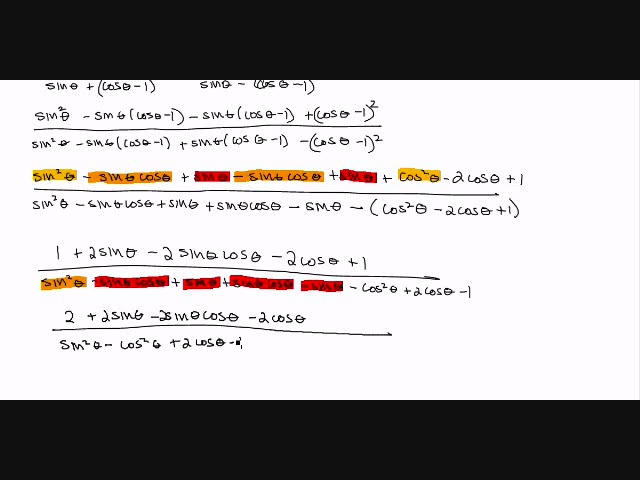 sinθ + (cosθ-1) sinθ - (cosθ-1)
sin²θ - sinθ(cosθ-1) - sinθ(cosθ-1) + (cosθ-1)²
sin²θ - sinθ(cosθ-1) + sinθ(cosθ-1) - (cosθ-1)²
sin²θ - sinθcosθ + sinθ - sinθcosθ + sinθ + cos²θ - 2cosθ + 1
sin²θ - sinθcosθ + sinθ + sinθcosθ - sinθ - (cos²θ - 2cosθ + 1)
1 + 2sinθ - 2sinθcosθ - 2cosθ + 1
sin²θ - sinθcosθ + sinθ + sinθcosθ - sinθ - cos²θ + 2cosθ - 1
2 + 2sinθ - 2sinθcosθ - 2cosθ
sin²θ - cos²θ + 2cosθ -